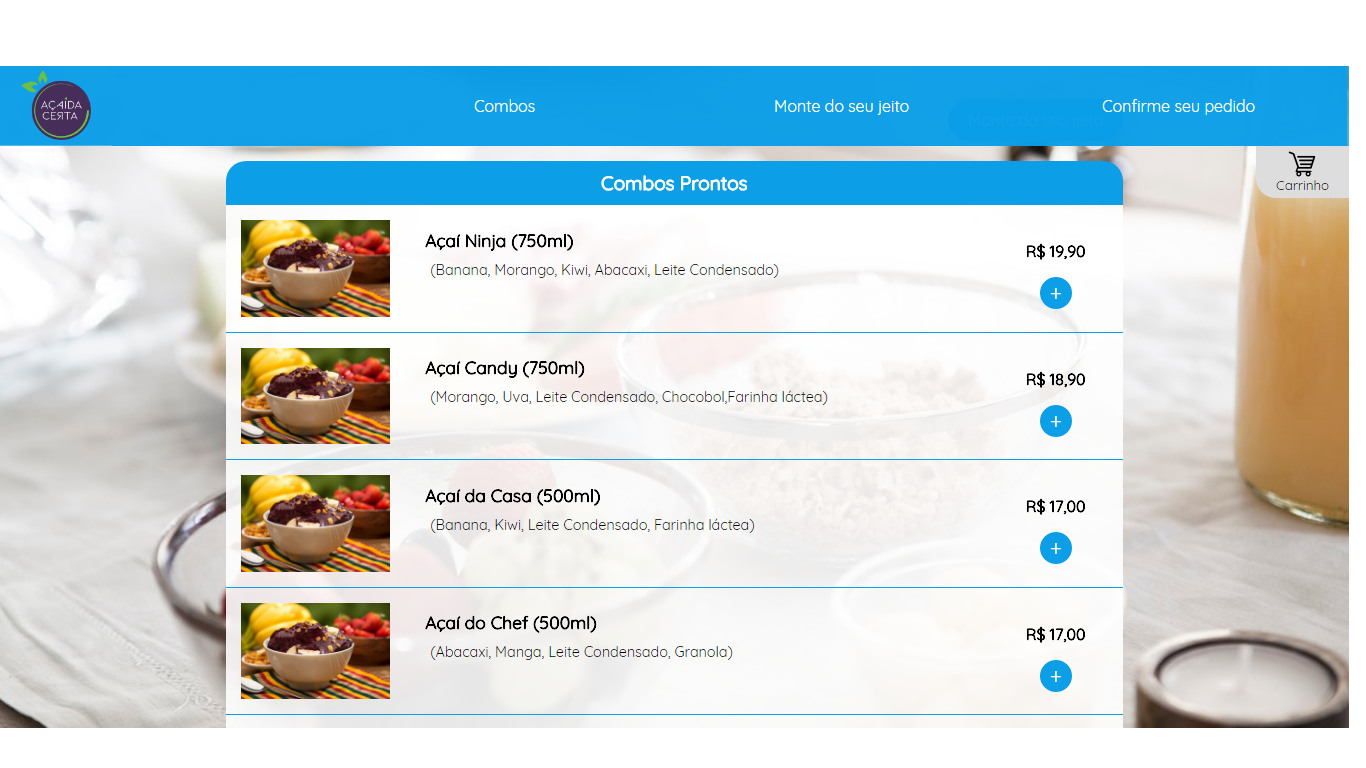 AÇAÍDA
CERTA
Combos
Monte do seu jeito
Confirme seu pedido
Carrinho
Combos Prontos
Açaí Ninja (750ml)
(Banana, Morango, Kiwi, Abacaxi, Leite Condensado)
R$ 19,90
+
Açaí Candy (750ml)
(Morango, Uva, Leite Condensado, Chocobol,Farinha láctea)
R$ 18,90
+
Açaí da Casa (500ml)
(Banana, Kiwi, Leite Condensado, Farinha láctea)
R$ 17,00
+
Açaí do Chef (500ml)
(Abacaxi, Manga, Leite Condensado, Granola)
R$ 17,00
+